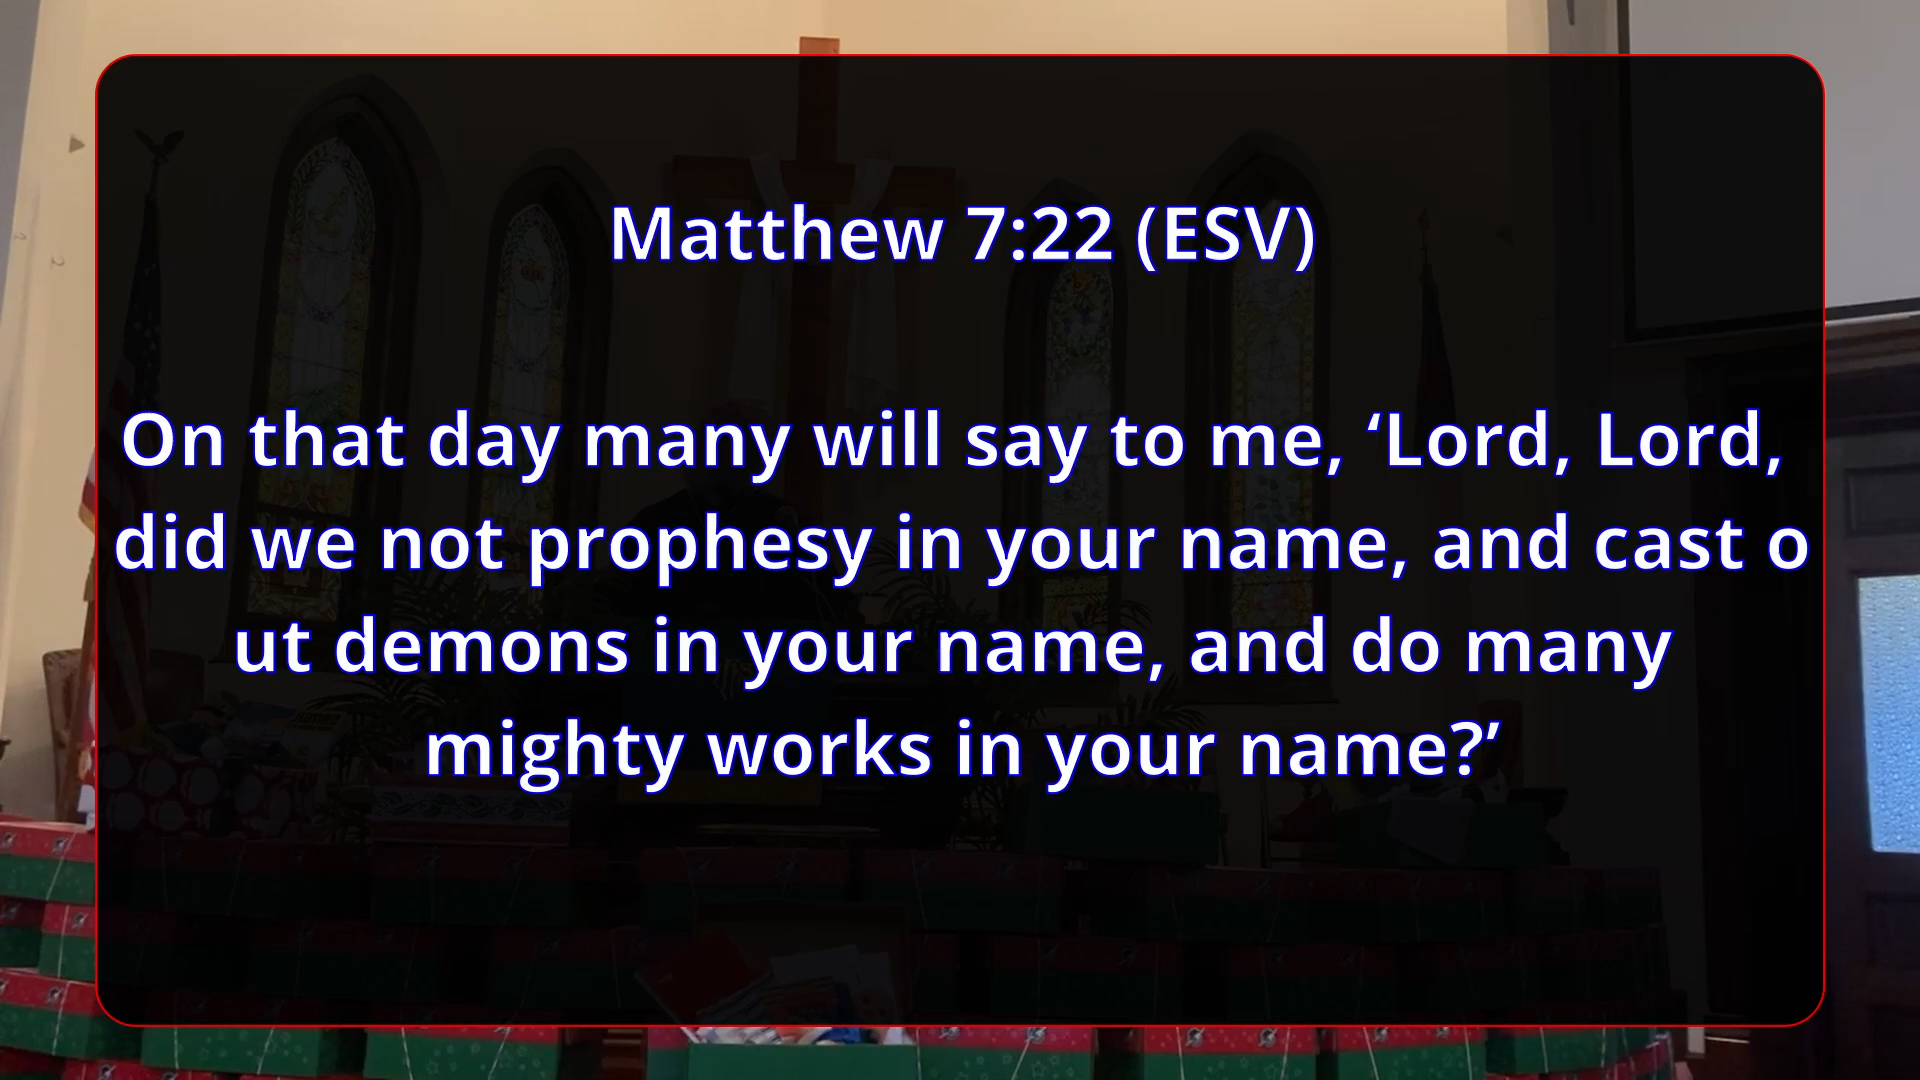 Matthew 7:22 (ESV)
On that day many will say to me, ‘Lord, Lord,
did we not prophesy in your name, and cast o
ut demons in your name, and do many
mighty works in your name?’